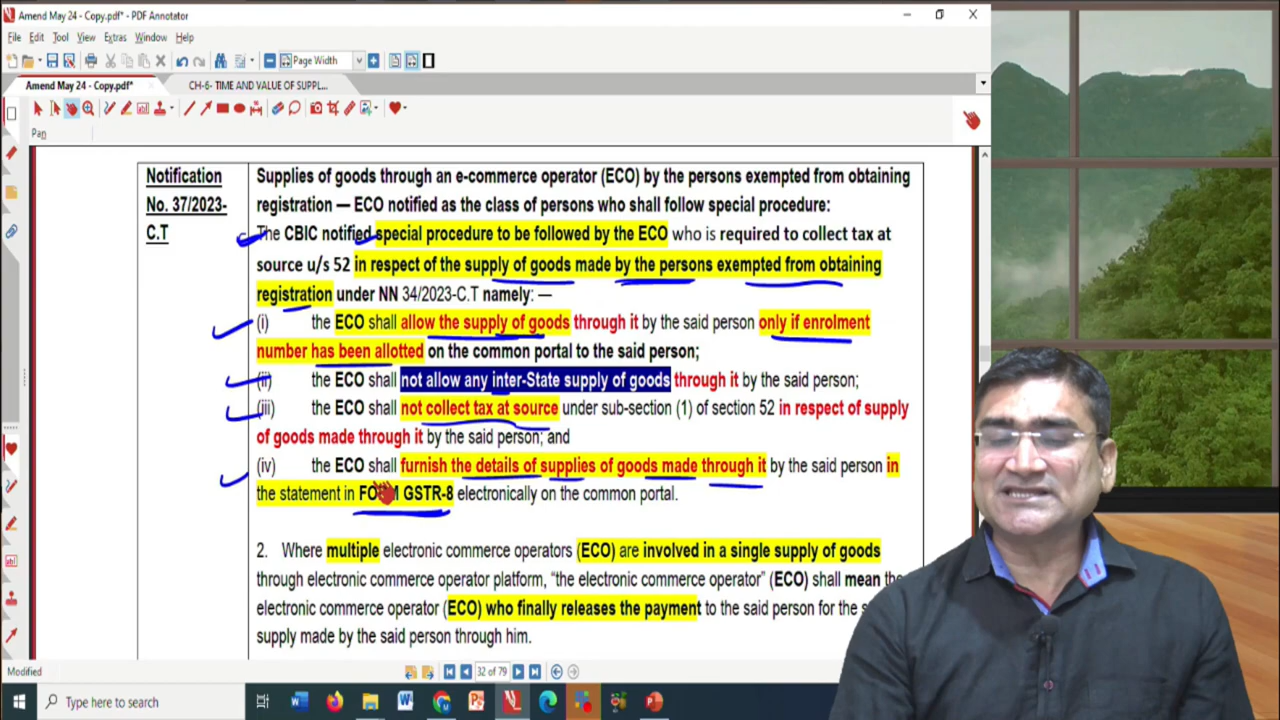 Amend May 24 - Copy.pdf* - PDF Annotator
File Edit Tool View Extras Window Help
Page Width
Amend May 24 - Copy.pdf* CH-6- TIME AND VALUE OF SUPPL...
Pan
Notification
No. 37/2023-
C.T
Supplies of goods through an e-commerce operator (ECO) by the persons exempted from obtaining
registration — ECO notified as the class of persons who shall follow special procedure:
The CBIC notified special procedure to be followed by the ECO who is required to collect tax at
source u/s 52 in respect of the supply of goods made by the persons exempted from obtaining
registration under NN 34/2023-C.T namely: —
(i) the ECO shall allow the supply of goods through it by the said person only if enrolment
number has been allotted on the common portal to the said person;
(ii) the ECO shall not allow any inter-State supply of goods through it by the said person;
(iii) the ECO shall not collect tax at source under sub-section (1) of section 52 in respect of supply
of goods made through it by the said person; and
(iv) the ECO shall furnish the details of supplies of goods made through it by the said person in
the statement in FORM GSTR-8 electronically on the common portal.
2. Where multiple electronic commerce operators (ECO) are involved in a single supply of goods
through electronic commerce operator platform, “the electronic commerce operator” (ECO) shall mean the
electronic commerce operator (ECO) who finally releases the payment to the said person for the
supply made by the said person through him.
Modified
32 of 79
Type here to search